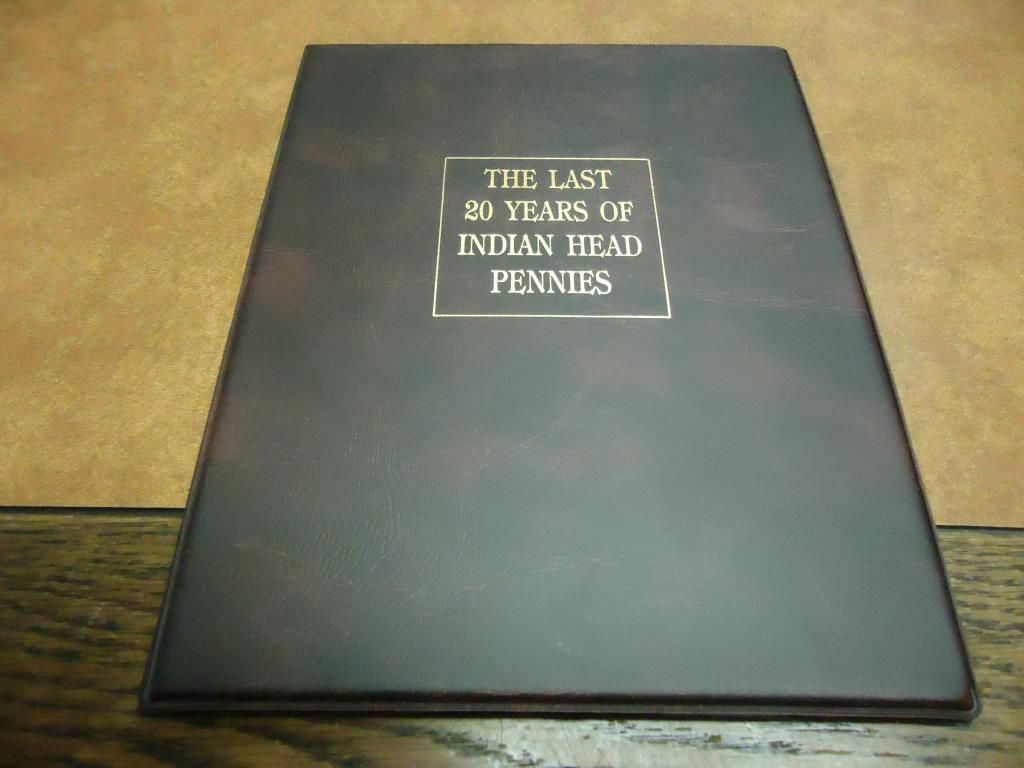 THE LAST
20 YEARS OF
INDIAN HEAD
PENNIES